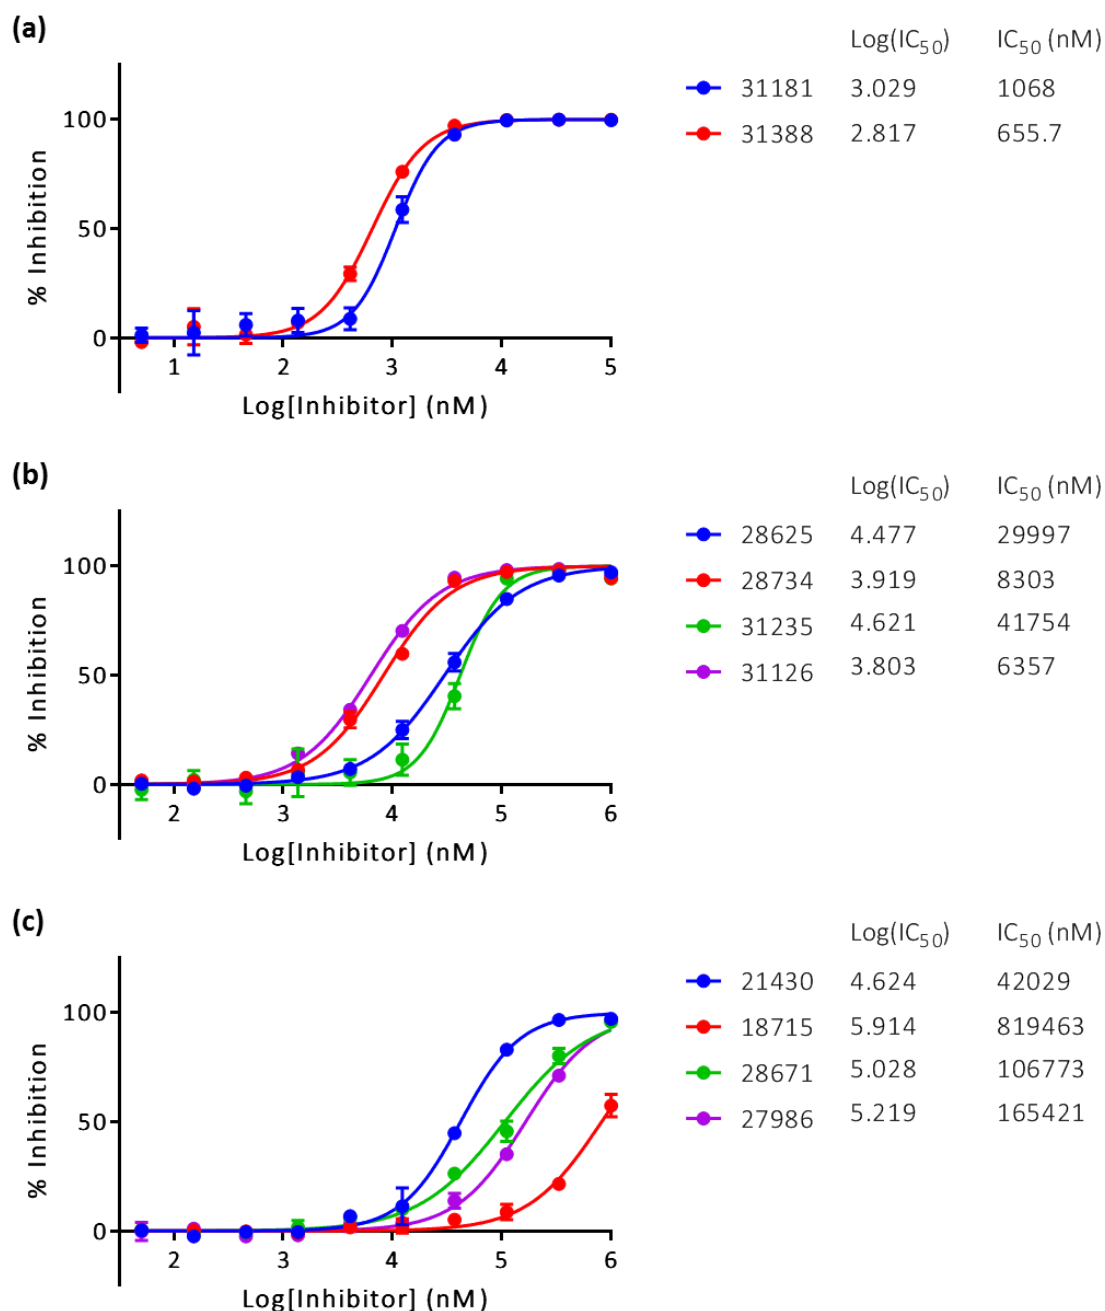 (a)
Log(IC50) IC50 (nM)
31181 3.029 1068
31388 2.817 655.7
100
50
0
% Inhibition
1 2 3 4 5
Log[Inhibitor] (nM)
(b)
Log(IC50) IC50 (nM)
28625 4.477 29997
28734 3.919 8303
31235 4.621 41754
31126 3.803 6357
100
50
0
% Inhibition
2 3 4 5 6
Log[Inhibitor] (nM)
(c)
Log(IC50) IC50 (nM)
21430 4.624 42029
18715 5.914 819463
28671 5.028 106773
27986 5.219 165421
100
50
0
% Inhibition
2 3 4 5 6
Log[Inhibitor] (nM)